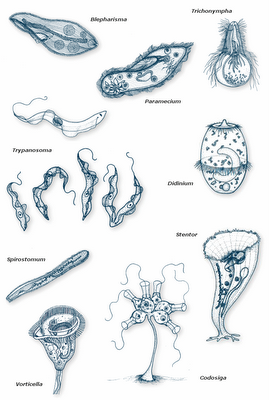 Trichonympha
Blepharisma
Paramecium
Trypanosoma
Didinium
Stentor
Spirostomum
Vorticella
Codosiga